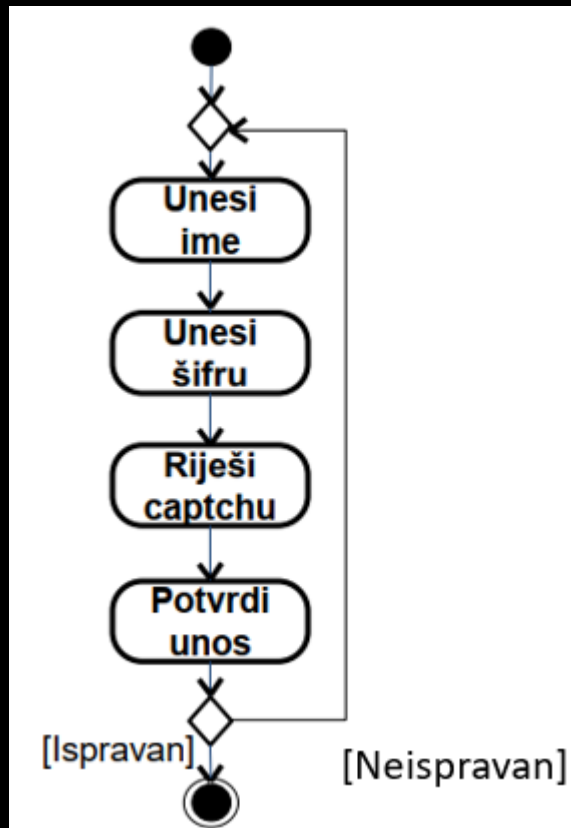 Unesi
ime
Unesi
šifru
Riješi
captchu
Potvrdi
unos
[Ispravan]
[Neispravan]